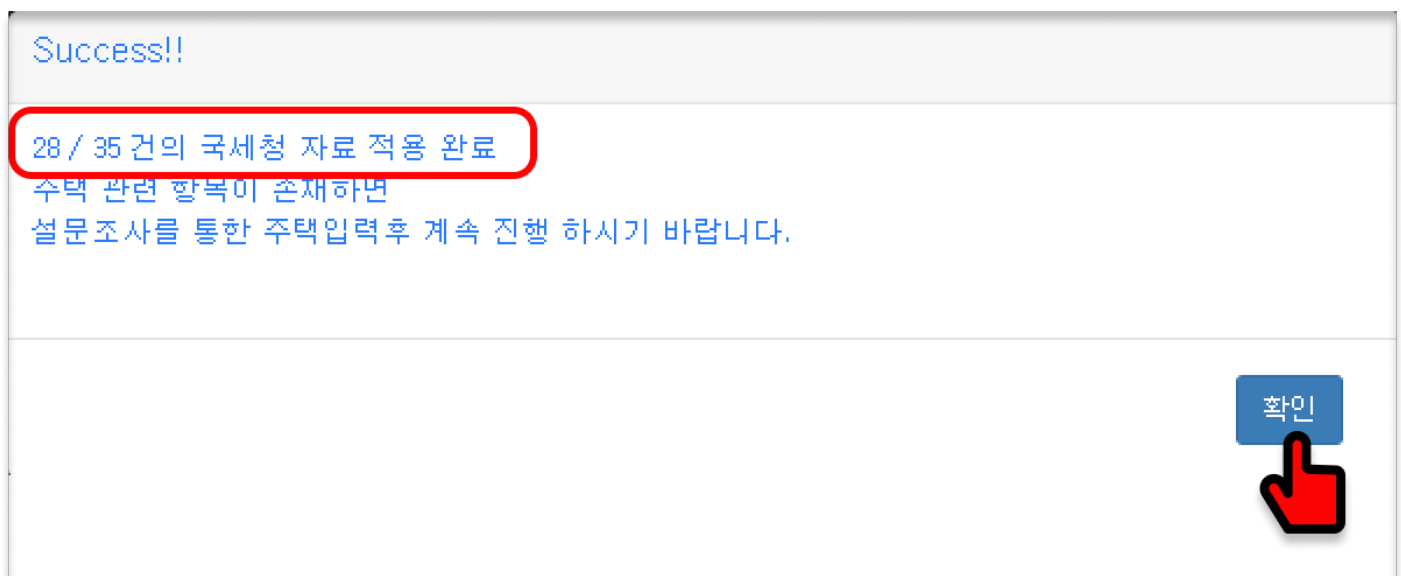 Success!!
28 / 35 건의 국세청 자료 적용 완료
주택 관련 항목이 존재하면
설문조사를 통한 주택입력후 계속 진행 하시기 바랍니다.
확인